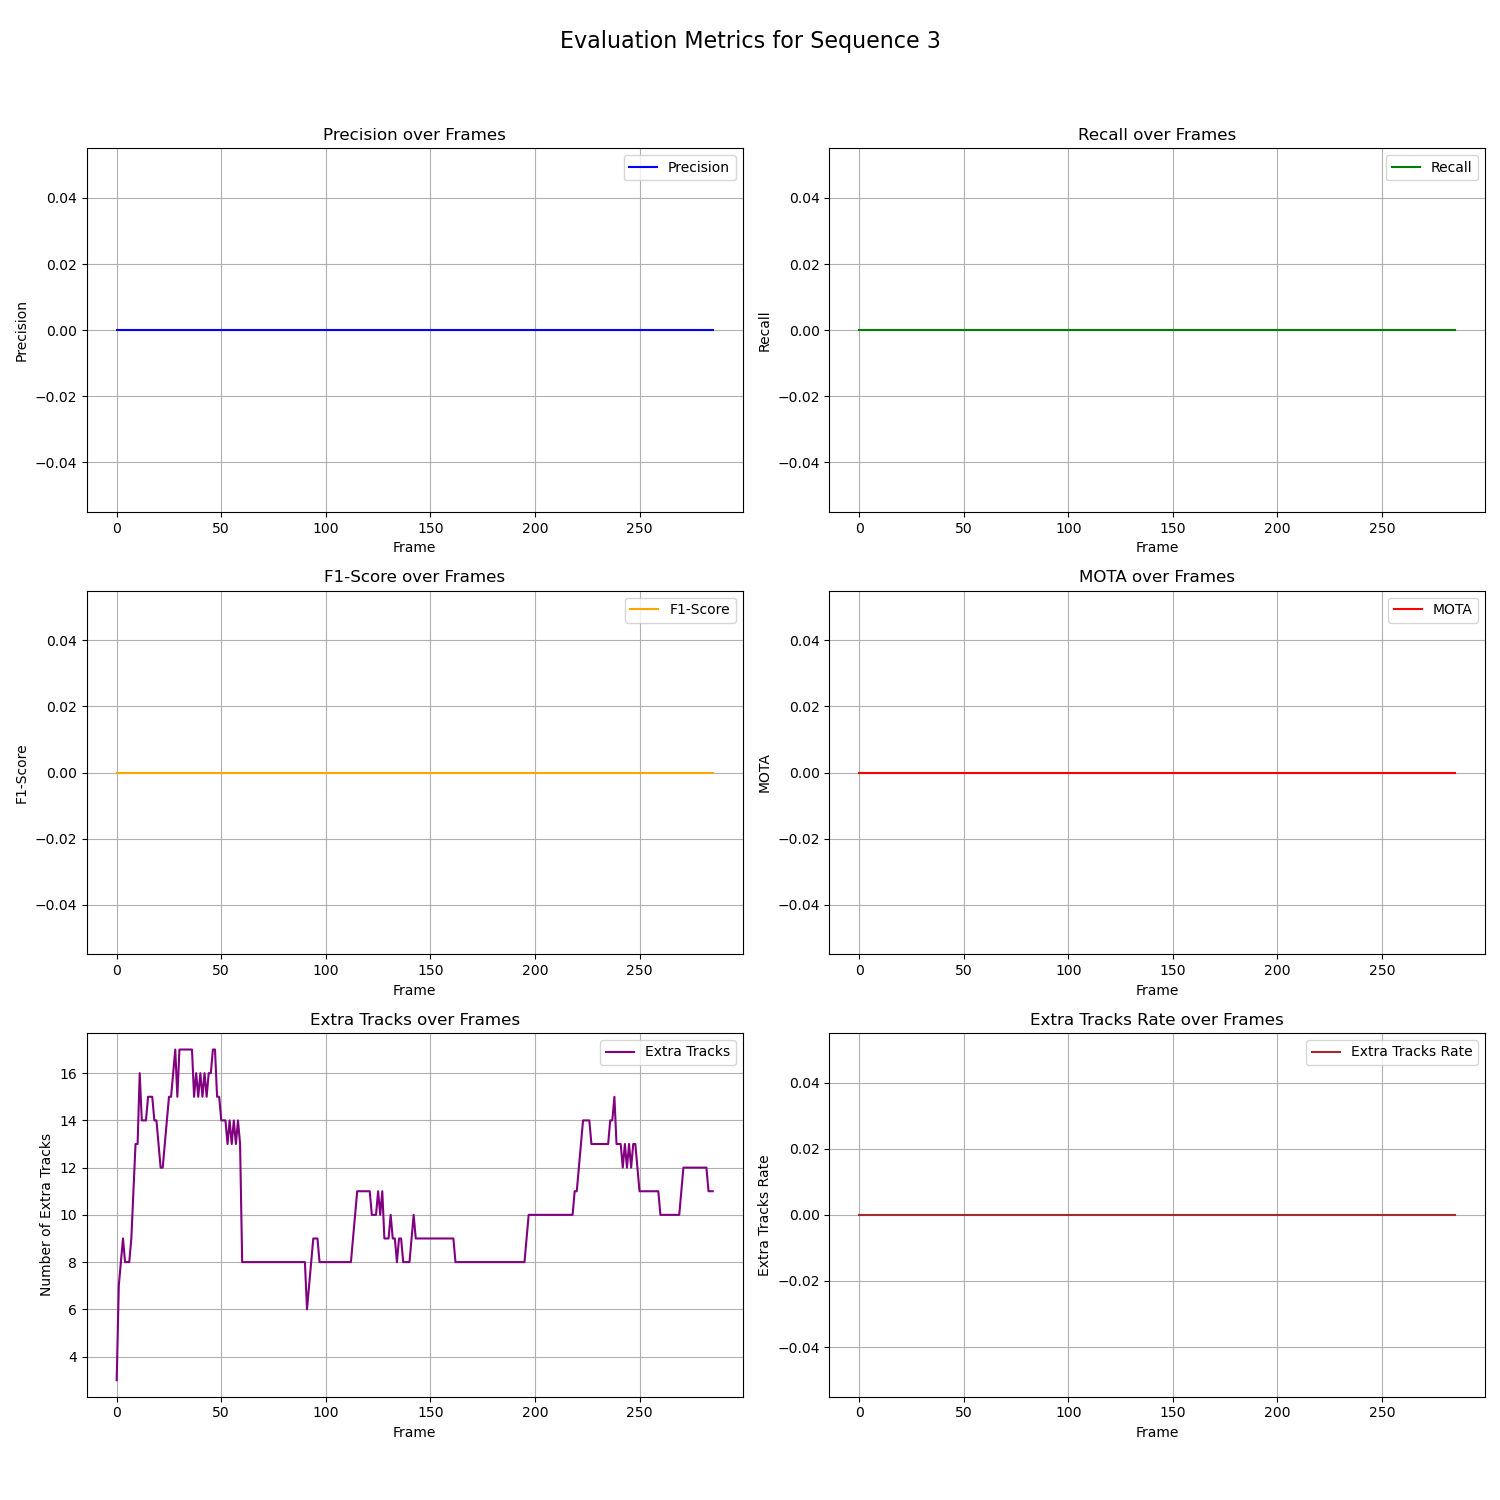 Evaluation Metrics for Sequence 3
Precision over Frames
Precision
0.04
0.02
0.00
−0.02
−0.04
Precision
0
50
100
150
200
250
Frame
Recall over Frames
Recall
0.04
0.02
0.00
−0.02
−0.04
Recall
0
50
100
150
200
250
Frame
F1-Score over Frames
F1-Score
0.04
0.02
0.00
−0.02
−0.04
F1-Score
0
50
100
150
200
250
Frame
MOTA over Frames
MOTA
0.04
0.02
0.00
−0.02
−0.04
MOTA
0
50
100
150
200
250
Frame
Extra Tracks over Frames
Extra Tracks
16
14
12
10
8
6
4
Number of Extra Tracks
0
50
100
150
200
250
Frame
Extra Tracks Rate over Frames
Extra Tracks Rate
0.04
0.02
0.00
−0.02
−0.04
Extra Tracks Rate
0
50
100
150
200
250
Frame